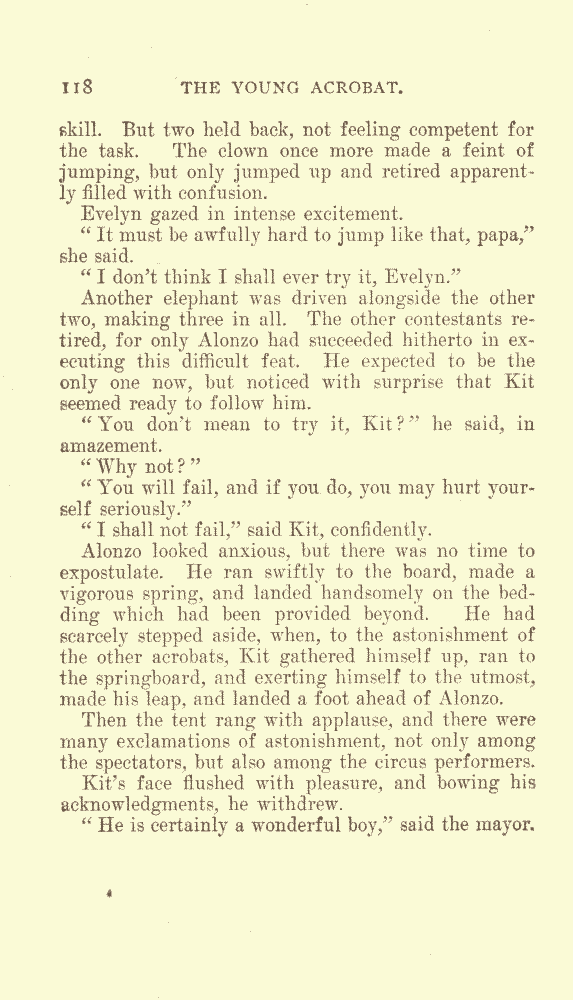 118 THE YOUNG ACROBAT.
skill. But two held back, not feeling competent for
the task. The clown once more made a feint of
jumping, but only jumped up and retired apparent-
ly filled with confusion.
Evelyn gazed in intense excitement.
“ It must be awfully hard to jump like that, papa,”
she said.
“ I don’t think I shall ever try it, Evelyn.”
Another elephant was driven alongside the other
two, making three in all. The other contestants re-
tired, for only Alonzo had succeeded hitherto in ex-
ecuting this difficult feat. He expected to be the
only one now, but noticed with surprise that Kit
seemed ready to follow him.
“ You don’t mean to try it, Kit ? ” he said, in
amazement.
“ Why not ? ”
“ You will fail, and if you do, you may hurt your-
self seriously.”
“ I shall not fail,” said Kit, confidently.
Alonzo looked anxious, but there was no time to
expostulate. He ran swiftly to the board, made a
vigorous spring, and landed handsomely on the bed-
ding which had been provided beyond. He had
scarcely stepped aside, when, to the astonishment of
the other acrobats, Kit gathered himself up, ran to
the springboard, and exerting himself to the utmost,
made his leap, and landed a foot ahead of Alonzo.
Then the tent rang with applause, and there were
many exclamations of astonishment, not only among
the spectators, but also among the circus performers.
Kit’s face flushed with pleasure, and bowing his
acknowledgments, he withdrew.
“ He is certainly a wonderful boy,” said the mayor.